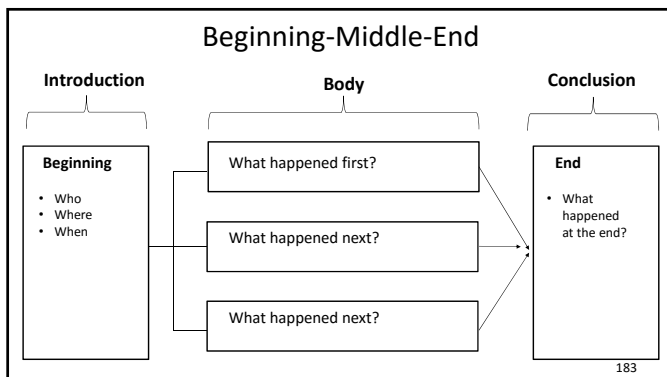 Beginning-Middle-End
Introduction
Body
Conclusion
Beginning
• Who
• Where
• When
What happened first?
What happened next?
What happened next?
End
• What
happened
at the end?
183